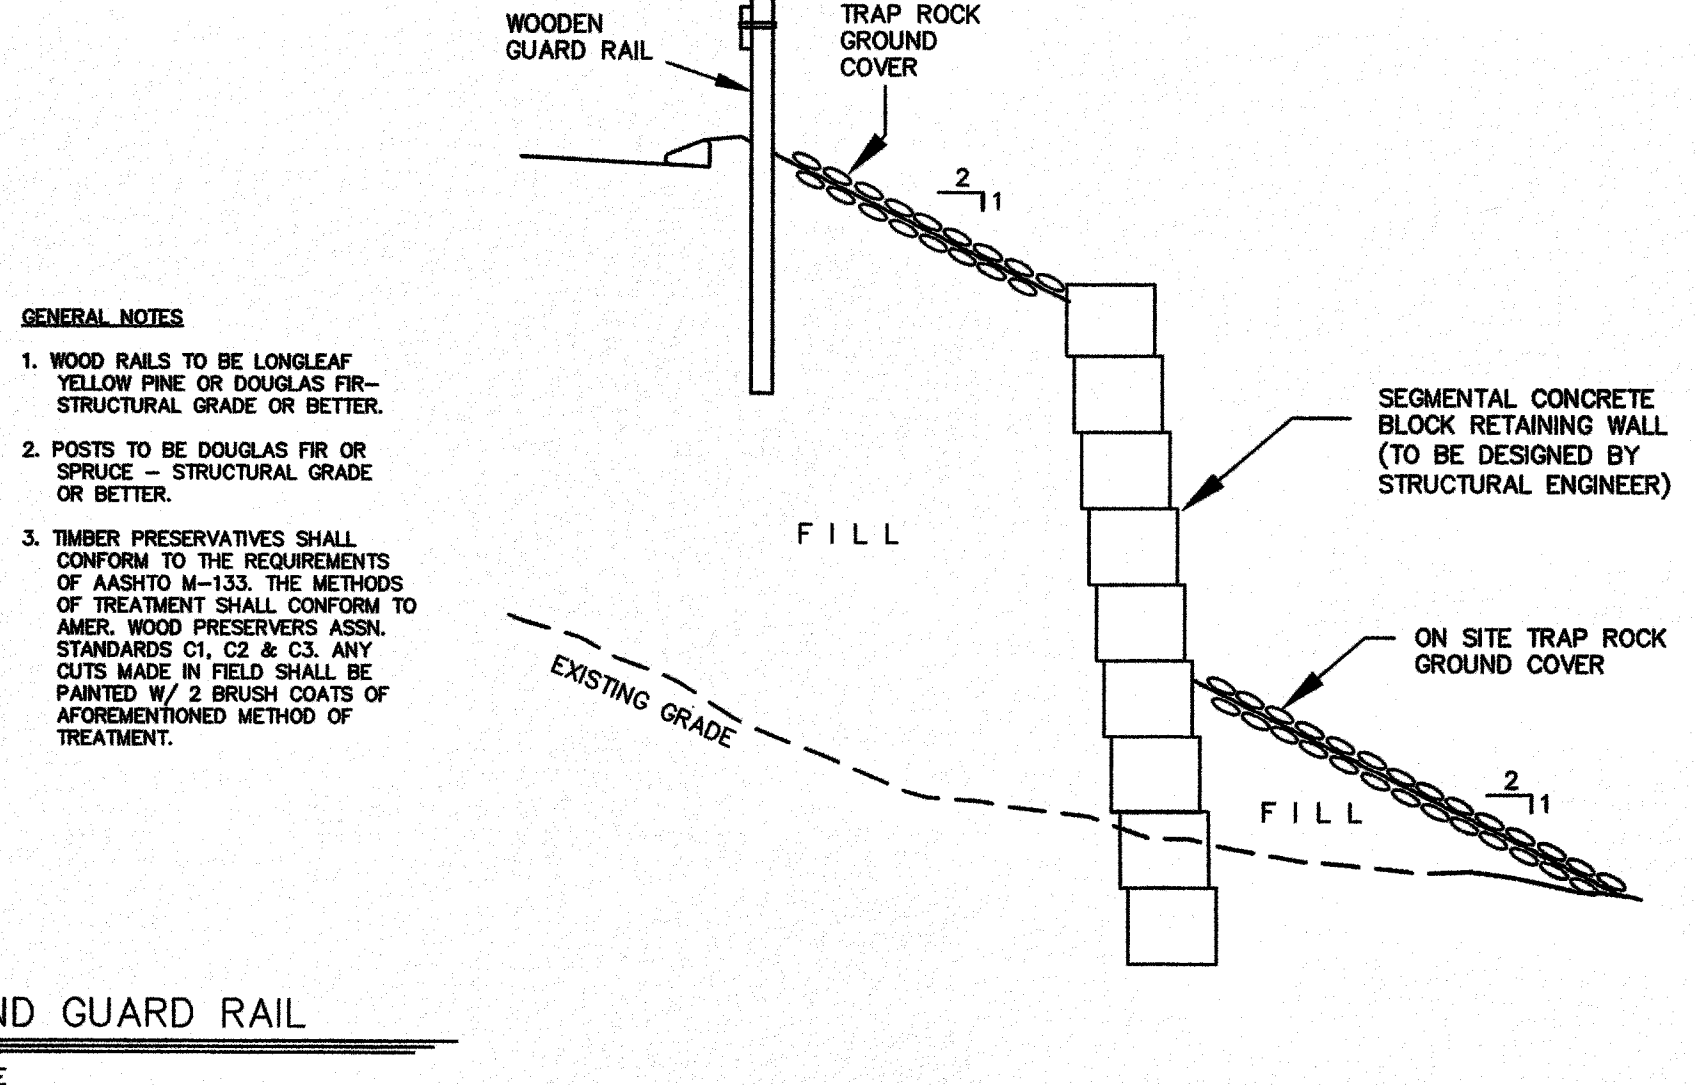 WOODEN
GUARD RAIL
TRAP ROCK
GROUND
COVER
2
1
GENERAL NOTES
1. WOOD RAILS TO BE LONGLEAF
YELLOW PINE OR DOUGLAS FIR-
STRUCTURAL GRADE OR BETTER.
2. POSTS TO BE DOUGLAS FIR OR
SPRUCE - STRUCTURAL GRADE
OR BETTER.
3. TIMBER PRESERVATIVES SHALL
CONFORM TO THE REQUIREMENTS
OF AASHTO M-133. THE METHODS
OF TREATMENT SHALL CONFORM TO
AMER. WOOD PRESERVERS ASSN.
STANDARDS C1, C2 & C3. ANY
CUTS MADE IN FIELD SHALL BE
PAINTED W/ 2 BRUSH COATS OF
AFOREMENTIONED METHOD OF
TREATMENT.
SEGMENTAL CONCRETE
BLOCK RETAINING WALL
(TO BE DESIGNED BY
STRUCTURAL ENGINEER)
FILL
EXISTING GRADE
ON SITE TRAP ROCK
GROUND COVER
2
1
FILL
GUARD RAIL